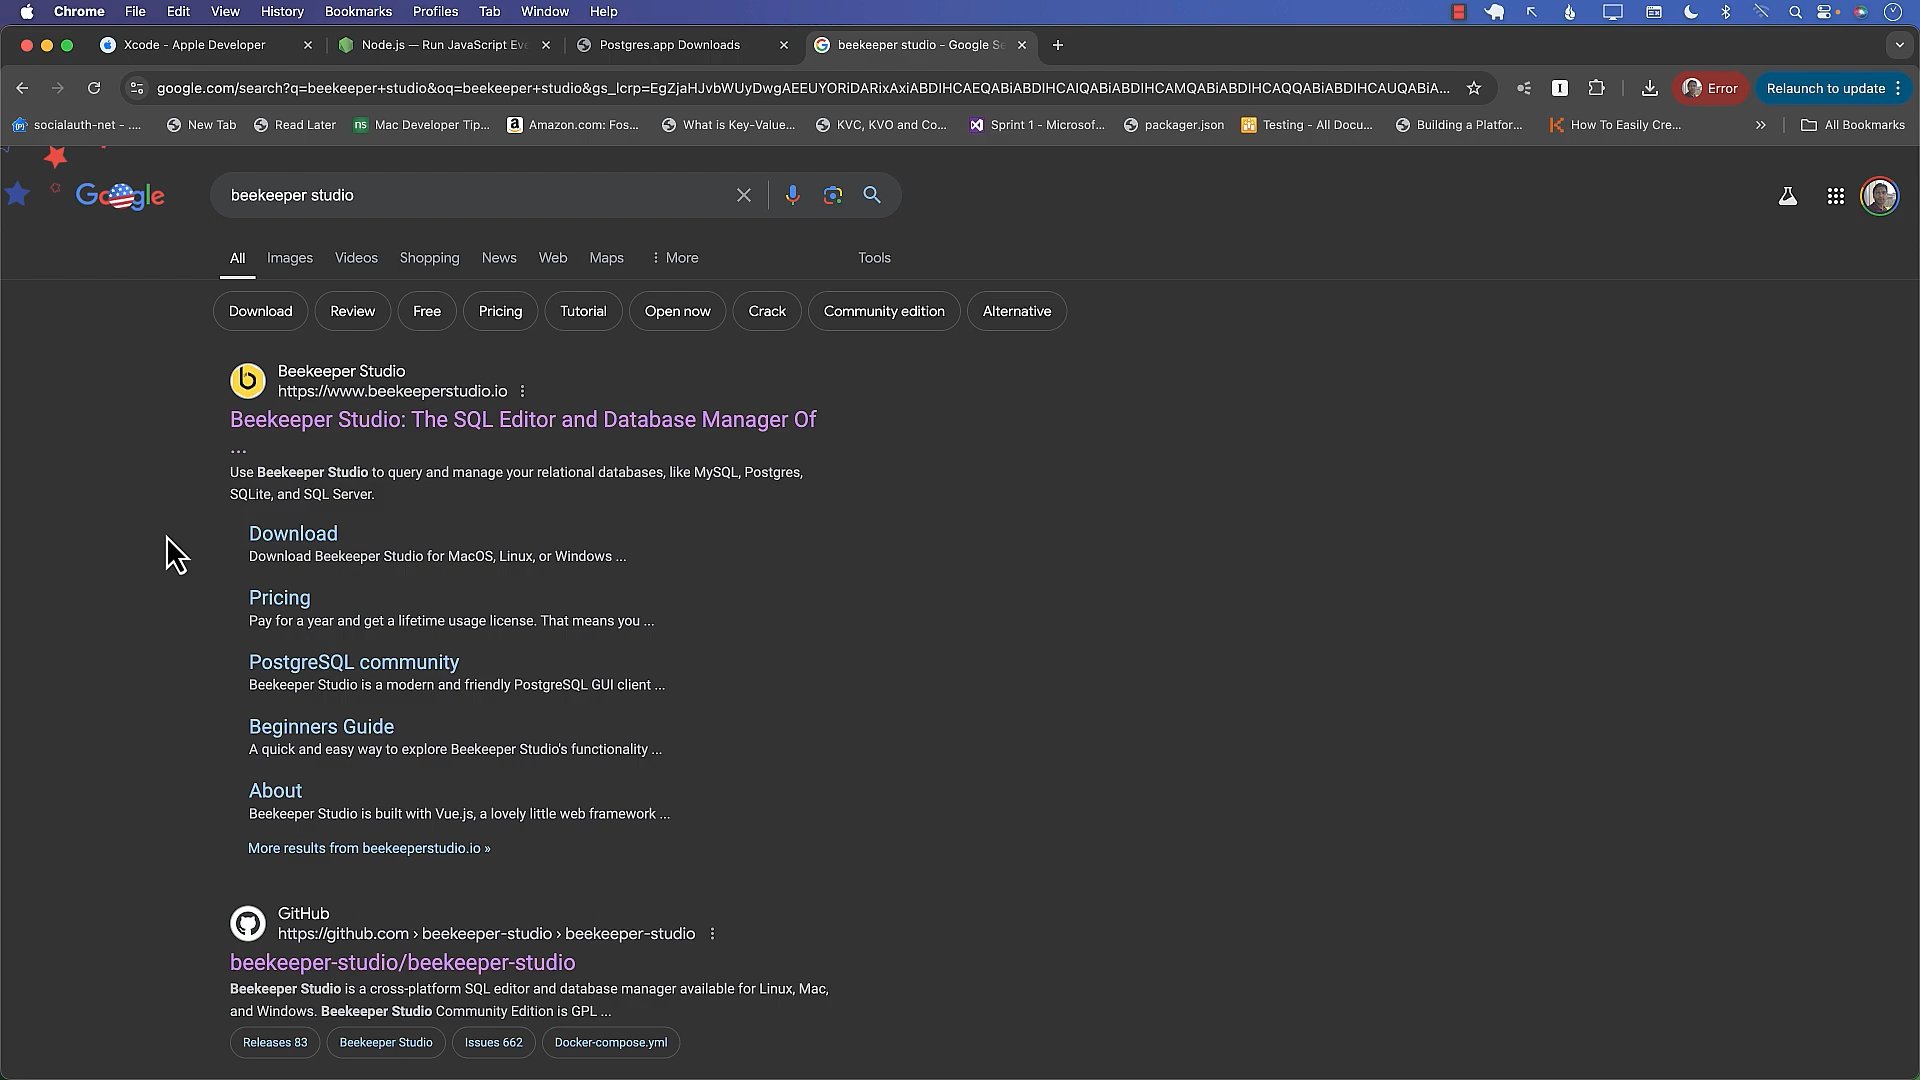 Chrome File Edit View History Bookmarks Profiles Tab Window Help
Xcode - Apple Developer
Node.js — Run JavaScript Eve
Postgres.app Downloads
beekeeper studio - Google Se
google.com/search?q=beekeeper+studio&oq=beekeeper+studio&gs_lcrp=EgZjaHJvbWUyDwgAEEUYORiDARixAxiABDIHCAEQABiABDIHCAIQABiABDIHCAMQABiABDIHCAQQABiABDIHCAUQABiA...
Error
Relaunch to update
socialauth-net - ....
New Tab
Read Later
ns Mac Developer Tip...
Amazon.com: Fos...
What is Key-Value...
KVC, KVO and Co...
Sprint 1 - Microsof...
packager.json
Testing - All Docu...
Building a Platfor...
How To Easily Cre...
»
All Bookmarks
Google
beekeeper studio
All Images Videos Shopping News Web Maps More Tools
Download Review Free Pricing Tutorial Open now Crack Community edition Alternative
Beekeeper Studio
https://www.beekeeperstudio.io
Beekeeper Studio: The SQL Editor and Database Manager Of
...
Use Beekeeper Studio to query and manage your relational databases, like MySQL, Postgres,
SQLite, and SQL Server.
Download
Download Beekeeper Studio for MacOS, Linux, or Windows ...
Pricing
Pay for a year and get a lifetime usage license. That means you ...
PostgreSQL community
Beekeeper Studio is a modern and friendly PostgreSQL GUI client ...
Beginners Guide
A quick and easy way to explore Beekeeper Studio's functionality ...
About
Beekeeper Studio is built with Vue.js, a lovely little web framework ...
More results from beekeeperstudio.io »
GitHub
https://github.com › beekeeper-studio › beekeeper-studio
beekeeper-studio/beekeeper-studio
Beekeeper Studio is a cross-platform SQL editor and database manager available for Linux, Mac,
and Windows. Beekeeper Studio Community Edition is GPL ...
Releases 83 Beekeeper Studio Issues 662 Docker-compose.yml